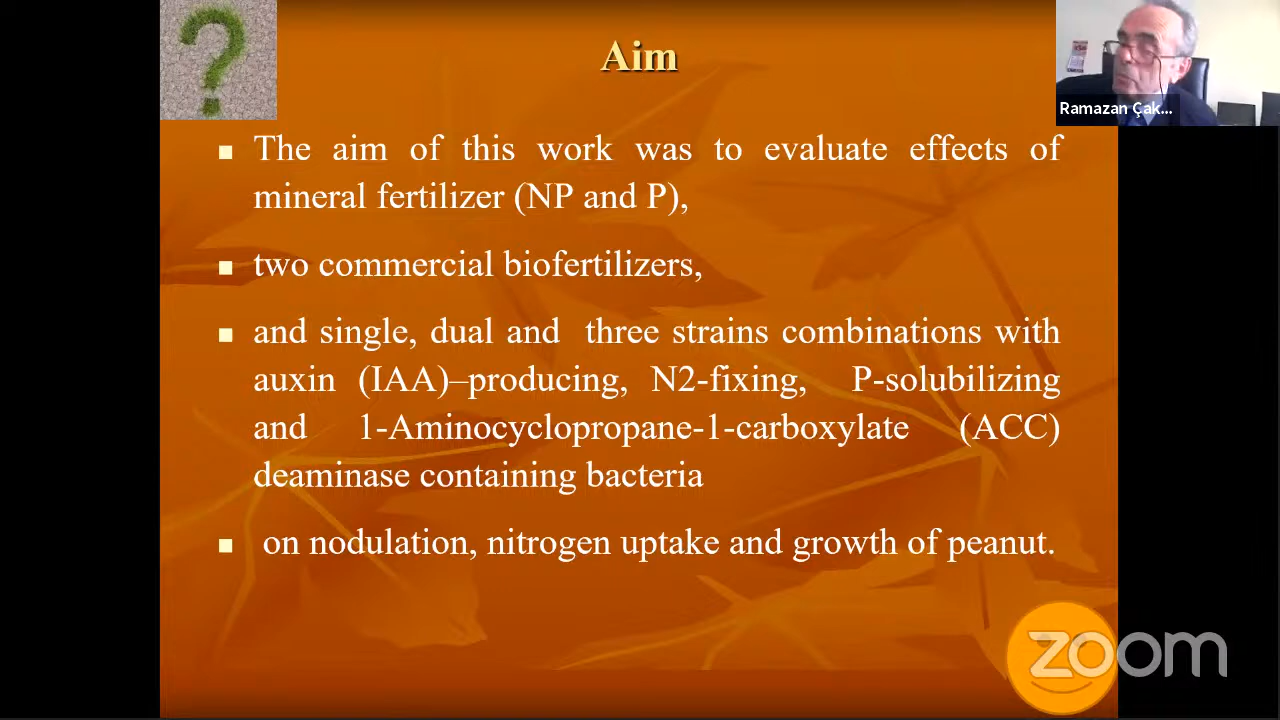 Aim
Ramazan Çak...
The aim of this work was to evaluate effects of
mineral fertilizer (NP and P),
two commercial biofertilizers,
and single, dual and three strains combinations with
auxin (IAA)–producing, N2-fixing, P-solubilizing
and 1-Aminocyclopropane-1-carboxylate (ACC)
deaminase containing bacteria
on nodulation, nitrogen uptake and growth of peanut.
zoom